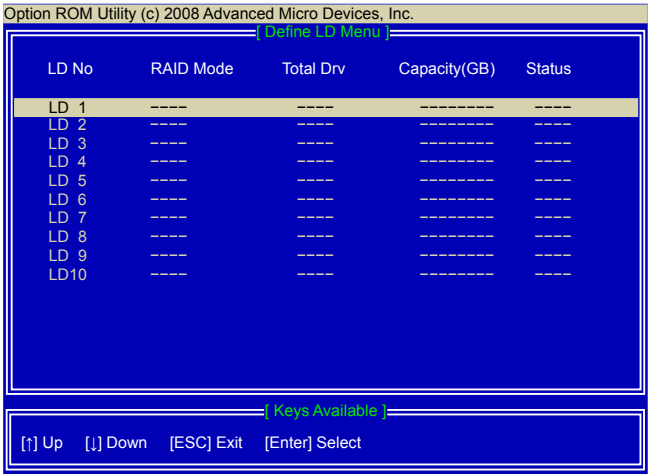 Option ROM Utility (c) 2008 Advanced Micro Devices, Inc.
[ Define LD Menu ]
LD No RAID Mode Total Drv Capacity(GB) Status
LD 1 ---- ---- -------- ----
LD 2 ---- ---- -------- ----
LD 3 ---- ---- -------- ----
LD 4 ---- ---- -------- ----
LD 5 ---- ---- -------- ----
LD 6 ---- ---- -------- ----
LD 7 ---- ---- -------- ----
LD 8 ---- ---- -------- ----
LD 9 ---- ---- -------- ----
LD10 ---- ---- -------- ----
[ Keys Available ]
[↑] Up [↓] Down [ESC] Exit [Enter] Select